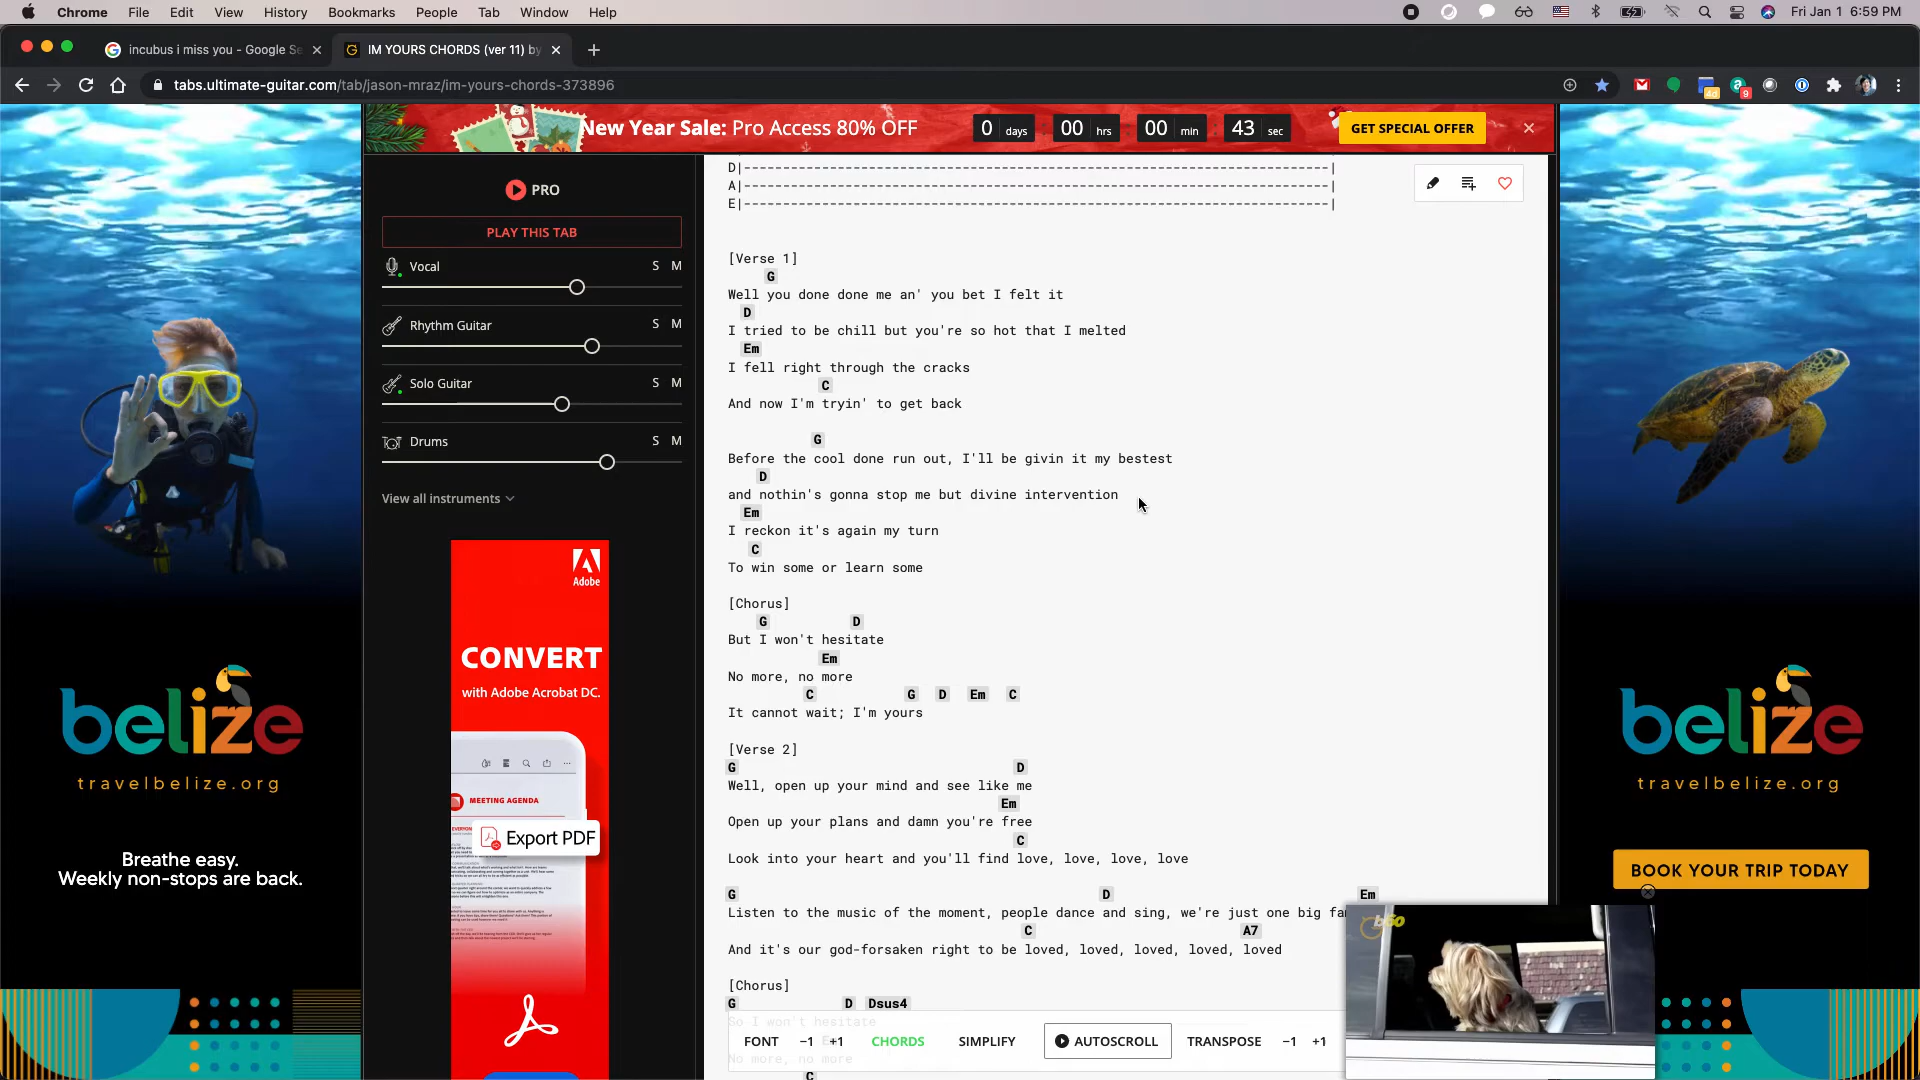 Chrome File Edit View History Bookmarks People Tab Window Help Fri Jan 1 6:59 PM
incubus i miss you - Google Se
IM YOURS CHORDS (ver 11) by
tabs.ultimate-guitar.com/tab/jason-mraz/im-yours-chords-373896
New Year Sale: Pro Access 80% OFF 0 days 00 hrs 00 min 43 sec GET SPECIAL OFFER
PRO
PLAY THIS TAB
Vocal S M
Rhythm Guitar S M
Solo Guitar S M
Drums S M
View all instruments
Adobe
CONVERT
with Adobe Acrobat DC.
MEETING AGENDA
Export PDF
D|---------------------------------------------------------------------------|
A|---------------------------------------------------------------------------|
E|---------------------------------------------------------------------------|
[Verse 1]
G
Well you done done me an' you bet I felt it
D
I tried to be chill but you're so hot that I melted
Em
I fell right through the cracks
C
And now I'm tryin' to get back
G
Before the cool done run out, I'll be givin it my bestest
D
and nothin's gonna stop me but divine intervention
Em
I reckon it's again my turn
C
To win some or learn some
[Chorus]
G D
But I won't hesitate
Em
No more, no more
C G D Em C
It cannot wait; I'm yours
[Verse 2]
G D
Well, open up your mind and see like me
Em
Open up your plans and damn you're free
C
Look into your heart and you'll find love, love, love, love
G D Em
Listen to the music of the moment, people dance and sing, we're just one big fa
C A7
And it's our god-forsaken right to be loved, loved, loved, loved, loved
[Chorus]
G D Dsus4
So I won't hesitate
No more, no more
C
FONT -1 +1 CHORDS SIMPLIFY AUTOSCROLL TRANSPOSE -1 +1
belize
travelbelize.org
Breathe easy.
Weekly non-stops are back.
belize
travelbelize.org
BOOK YOUR TRIP TODAY